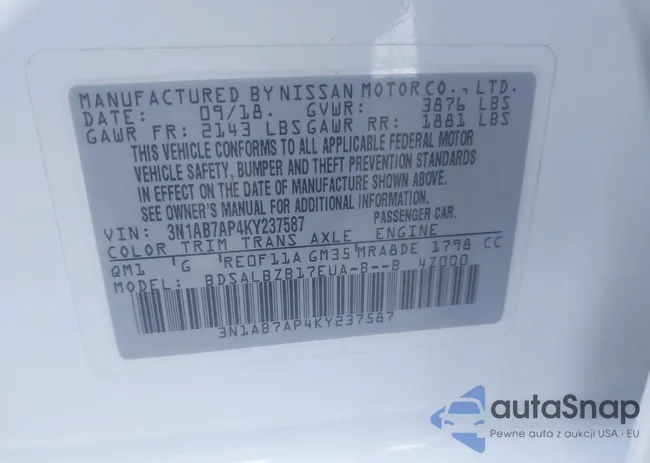 MANUFACTURED BY NISSAN MOTOR CO., LTD.
DATE: 09/18. GVWR: 3876 LBS
GAWR FR: 2143 LBS GAWR RR: 1881 LBS
THIS VEHICLE CONFORMS TO ALL APPLICABLE FEDERAL MOTOR
VEHICLE SAFETY, BUMPER AND THEFT PREVENTION STANDARDS
IN EFFECT ON THE DATE OF MANUFACTURE SHOWN ABOVE.
SEE OWNER'S MANUAL FOR ADDITIONAL INFORMATION.
VIN: 3N1AB7AP4KY237587 PASSENGER CAR.
COLOR TRIM TRANS AXLE ENGINE
QM1 G RE0F11A GM35 MRA8DE 1798 CC
MODEL: BDSALBZB17EUA-B--B 4Z000
3N1AB7AP4KY237587
autaSnap
Pewne auta z aukcji USA i EU